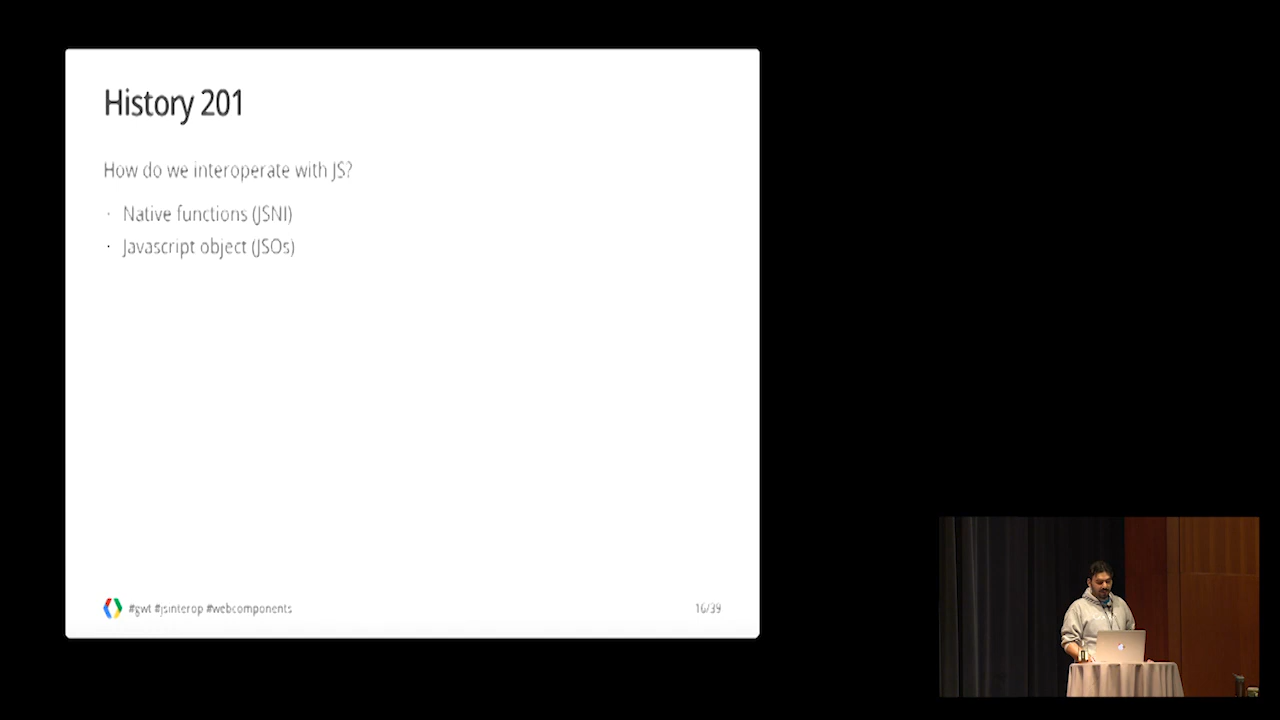 History 201
How do we interoperate with JS?
· Native functions (JSNI)
· Javascript object (JSOs)
#gwt #jsinterop #webcomponents
16/39